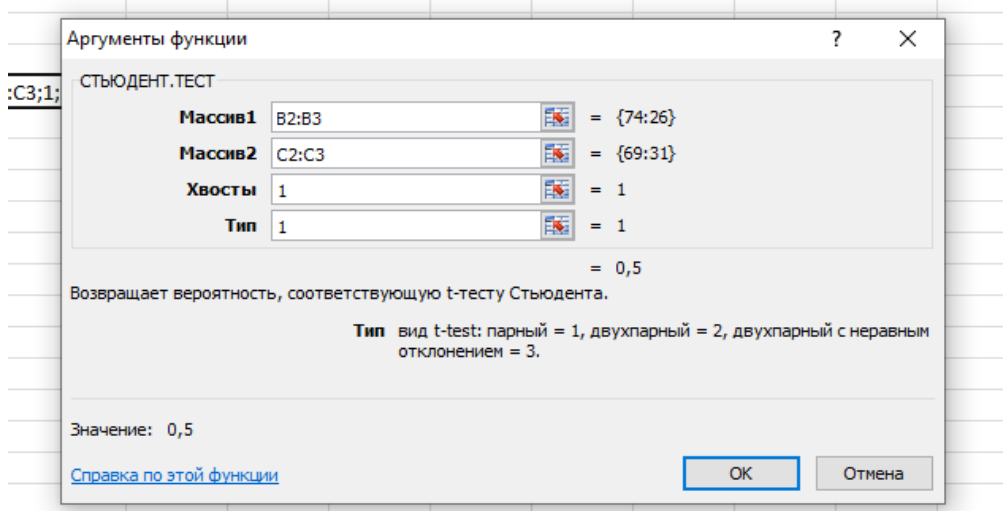 Аргументы функции ? ×
:C3;1;
СТЬЮДЕНТ.ТЕСТ
Массив1 B2:B3 = {74:26}
Массив2 C2:C3 = {69:31}
Хвосты 1 = 1
Тип 1 = 1
= 0,5
Возвращает вероятность, соответствующую t-тесту Стьюдента.
Тип вид t-test: парный = 1, двухпарный = 2, двухпарный с неравным
отклонением = 3.
Значение: 0,5
Справка по этой функции OK Отмена